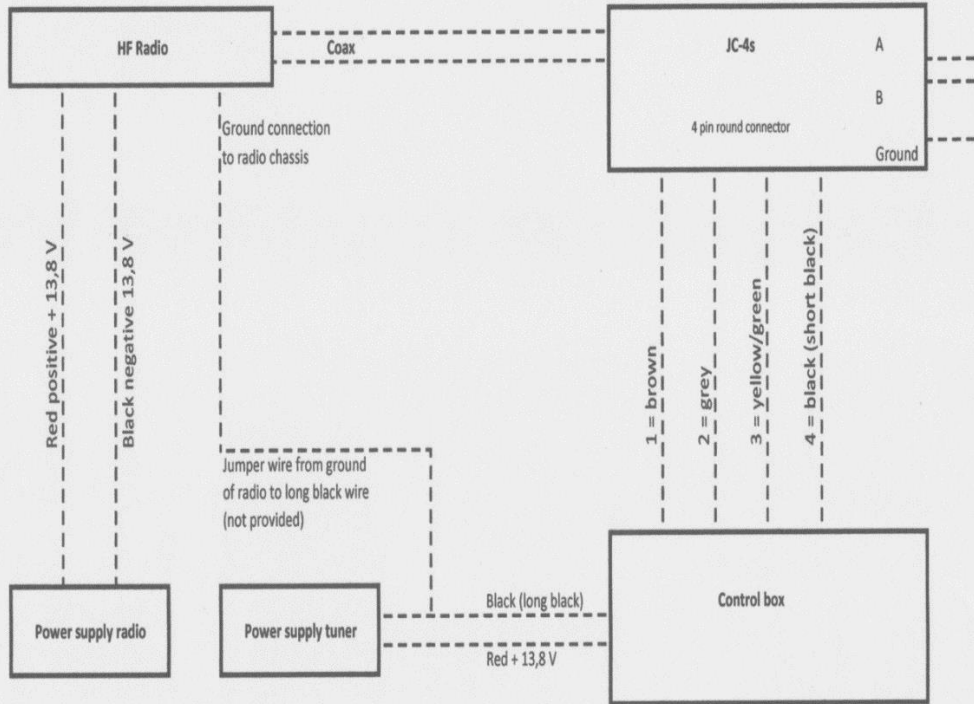 HF Radio
Coax
JC-4s
A
B
4 pin round connector
Ground
Ground connection
to radio chassis
Red positive + 13,8 V
Black negative 13,8 V
1 = brown
2 = grey
3 = yellow/green
4 = black (short black)
Jumper wire from ground
of radio to long black wire
(not provided)
Power supply radio
Power supply tuner
Black (long black)
Red + 13,8 V
Control box